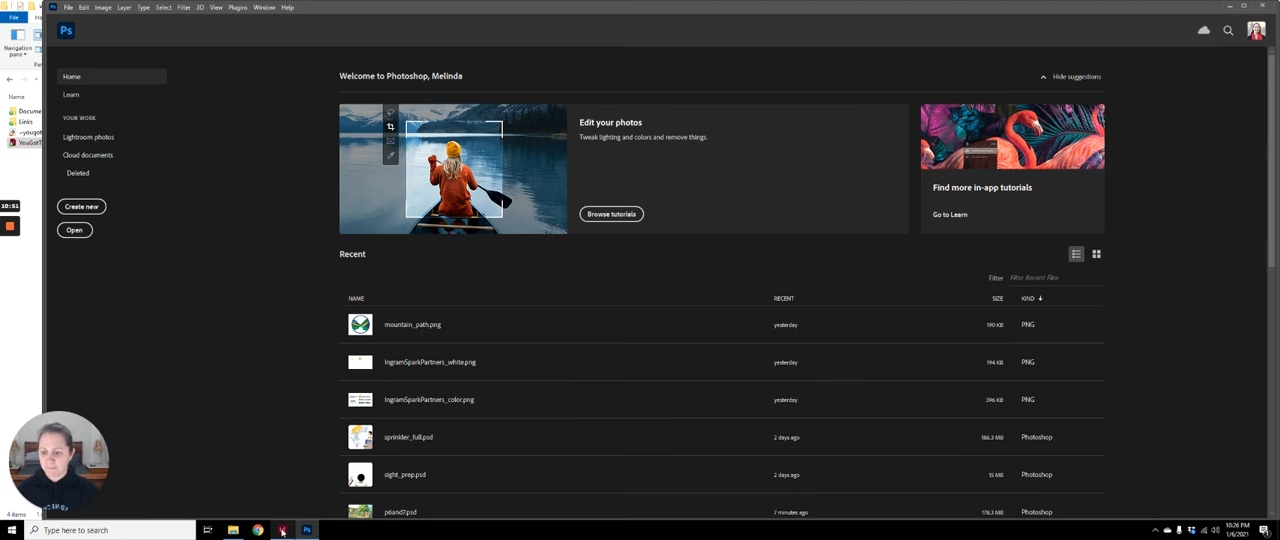 File Edit Image Layer Type Select Filter 3D View Plugins Window Help
File
Ps
Navigation
pane
Name
Docume
Links
~yougot
YouGotT
4 items
10:51
Home
Learn
YOUR WORK
Lightroom photos
Cloud documents
Deleted
Create new
Open
Welcome to Photoshop, Melinda
Hide suggestions
Edit your photos
Tweak lighting and colors and remove things.
Browse tutorials
Find more in-app tutorials
Go to Learn
Recent
Filter Filter Recent Files
NAME RECENT SIZE KIND
mountain_path.png yesterday 190 KB PNG
IngramSparkPartners_white.png yesterday 194 KB PNG
IngramSparkPartners_color.png yesterday 396 KB PNG
sprinkler_full.psd 2 days ago 186.3 MB Photoshop
sight_prep.psd 2 days ago 15 MB Photoshop
p6and7.psd 7 minutes ago 178.3 MB Photoshop
Type here to search
Ps
10:26 PM
1/6/2021